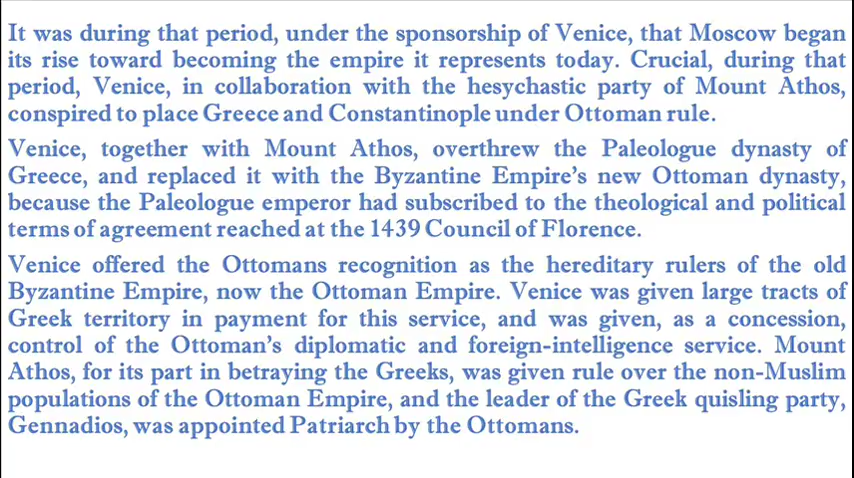 It was during that period, under the sponsorship of Venice, that Moscow began
its rise toward becoming the empire it represents today. Crucial, during that
period, Venice, in collaboration with the hesychastic party of Mount Athos,
conspired to place Greece and Constantinople under Ottoman rule.
Venice, together with Mount Athos, overthrew the Paleologue dynasty of
Greece, and replaced it with the Byzantine Empire's new Ottoman dynasty,
because the Paleologue emperor had subscribed to the theological and political
terms of agreement reached at the 1439 Council of Florence.
Venice offered the Ottomans recognition as the hereditary rulers of the old
Byzantine Empire, now the Ottoman Empire. Venice was given large tracts of
Greek territory in payment for this service, and was given, as a concession,
control of the Ottoman's diplomatic and foreign-intelligence service. Mount
Athos, for its part in betraying the Greeks, was given rule over the non-Muslim
populations of the Ottoman Empire, and the leader of the Greek quisling party,
Gennadios, was appointed Patriarch by the Ottomans.